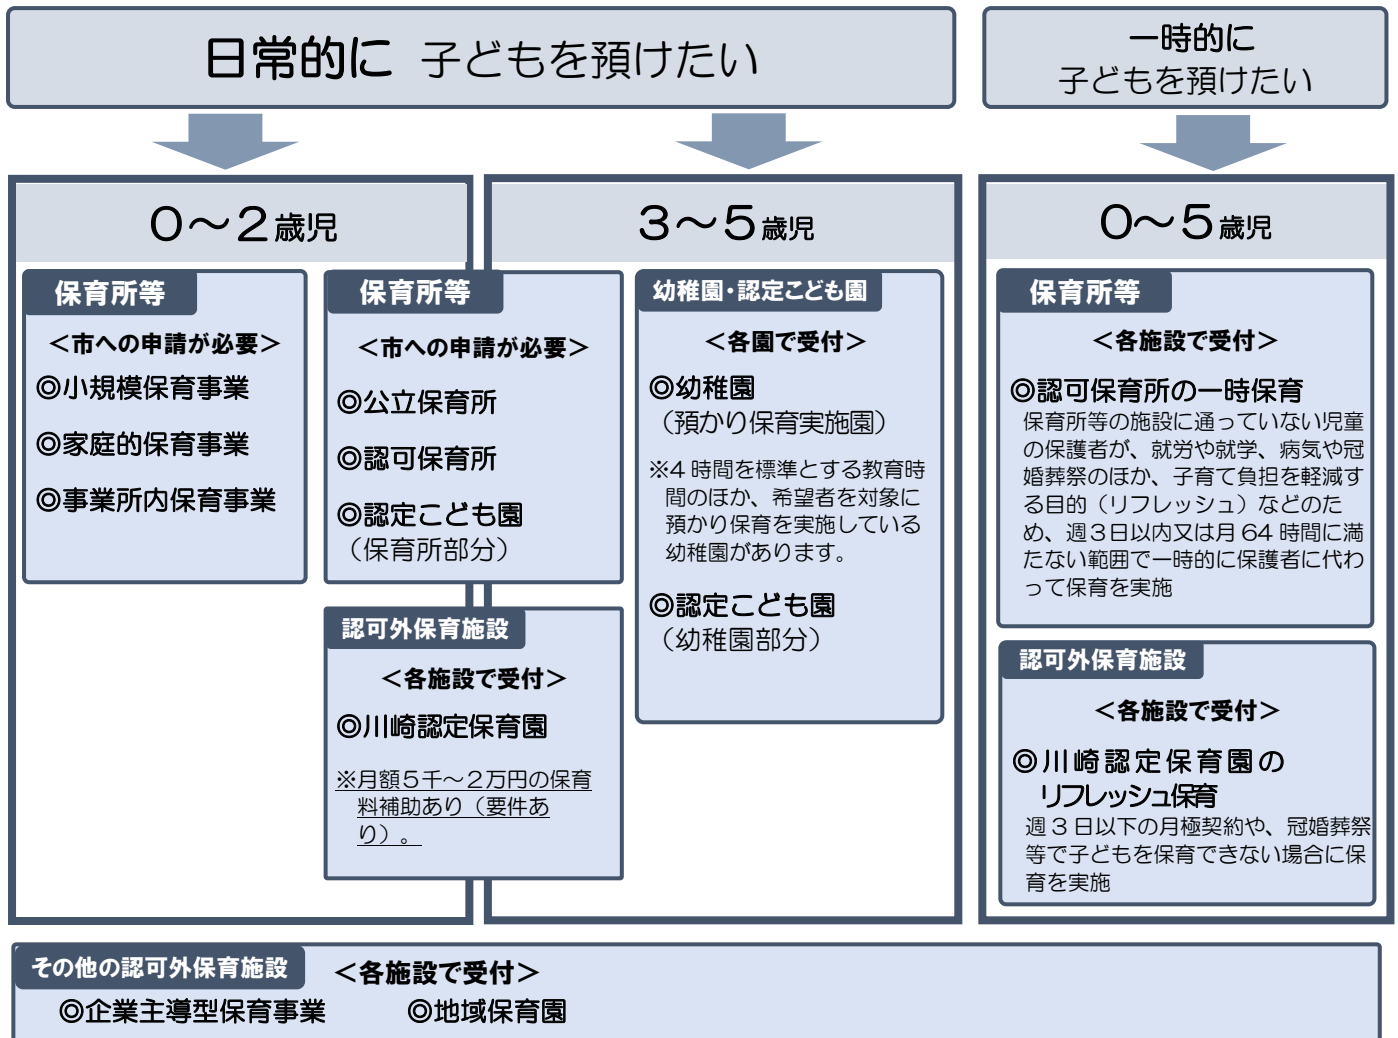 日常的に 子どもを預けたい
一時的に
子どもを預けたい
０～２歳児
保育所等
＜市への申請が必要＞
◎小規模保育事業
◎家庭的保育事業
◎事業所内保育事業
保育所等
＜市への申請が必要＞
◎公立保育所
◎認可保育所
◎認定こども園
（保育所部分）
認可外保育施設
＜各施設で受付＞
◎川崎認定保育園
※月額５千～２万円の保育
料補助あり（要件あ
り）。
３～５歳児
幼稚園・認定こども園
＜各園で受付＞
◎幼稚園
（預かり保育実施園）
※4 時間を標準とする教育時
間のほか、希望者を対象に
預かり保育を実施している
幼稚園があります。
◎認定こども園
（幼稚園部分）
０～５歳児
保育所等
＜各施設で受付＞
◎認可保育所の一時保育
保育所等の施設に通っていない児童
の保護者が、就労や就学、病気や冠
婚葬祭のほか、子育て負担を軽減す
る目的（リフレッシュ）などのた
め、週３日以内又は月 64 時間に満
たない範囲で一時的に保護者に代わ
って保育を実施
認可外保育施設
＜各施設で受付＞
◎川崎認定保育園の
リフレッシュ保育
週３日以下の月極契約や、冠婚葬祭
等で子どもを保育できない場合に保
育を実施
その他の認可外保育施設 ＜各施設で受付＞
◎企業主導型保育事業 ◎地域保育園